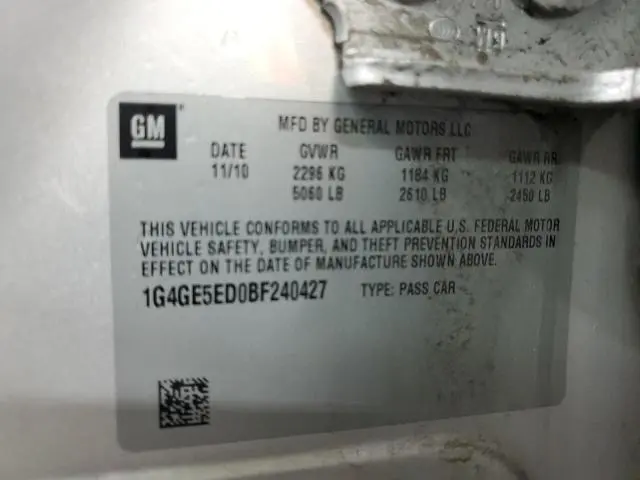 GM
MFD BY GENERAL MOTORS LLC
DATE GVWR GAWR FRT GAWR RR
11/10 2296 KG 1184 KG 1112 KG
5060 LB 2610 LB 2450 LB
THIS VEHICLE CONFORMS TO ALL APPLICABLE U.S. FEDERAL MOTOR
VEHICLE SAFETY, BUMPER, AND THEFT PREVENTION STANDARDS IN
EFFECT ON THE DATE OF MANUFACTURE SHOWN ABOVE.
1G4GE5ED0BF240427 TYPE: PASS CAR